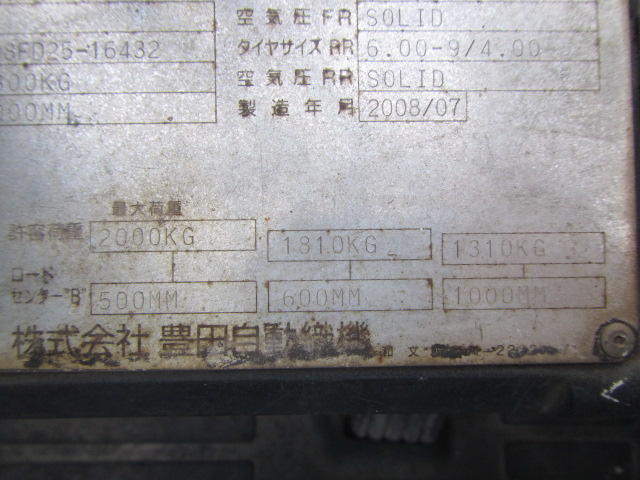 空気圧FR SOLID
SFD25-16432 タイヤサイズRR 6.00-9/4.00
00KG 空気圧RR SOLID
00MM 製造年月 2008/07
最大荷重
許容荷重 2000KG 1810KG 1310KG
ロード
センター"B" 500MM 600MM 1000MM
株式会社 豊田自動織機